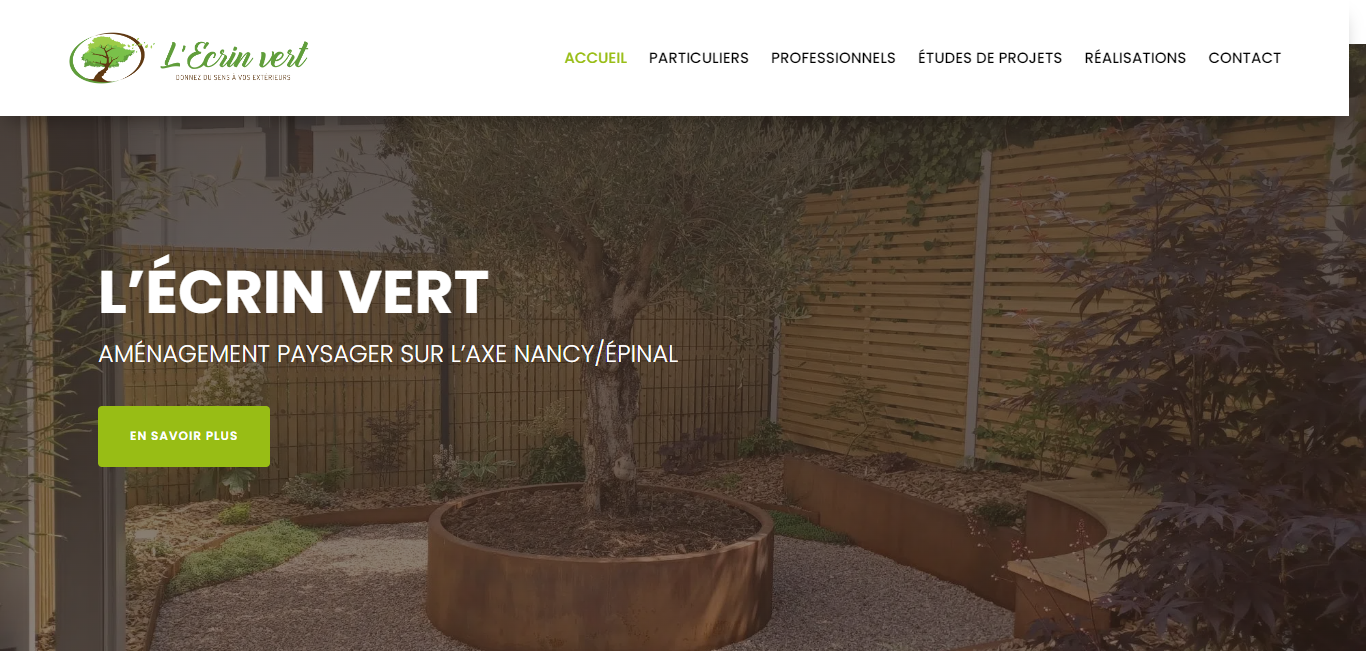 L'Ecrin vert
DONNEZ DU SENS À VOS EXTÉRIEURS
ACCUEIL PARTICULIERS PROFESSIONNELS ÉTUDES DE PROJETS RÉALISATIONS CONTACT
L’ÉCRIN VERT
AMÉNAGEMENT PAYSAGER SUR L’AXE NANCY/ÉPINAL
EN SAVOIR PLUS